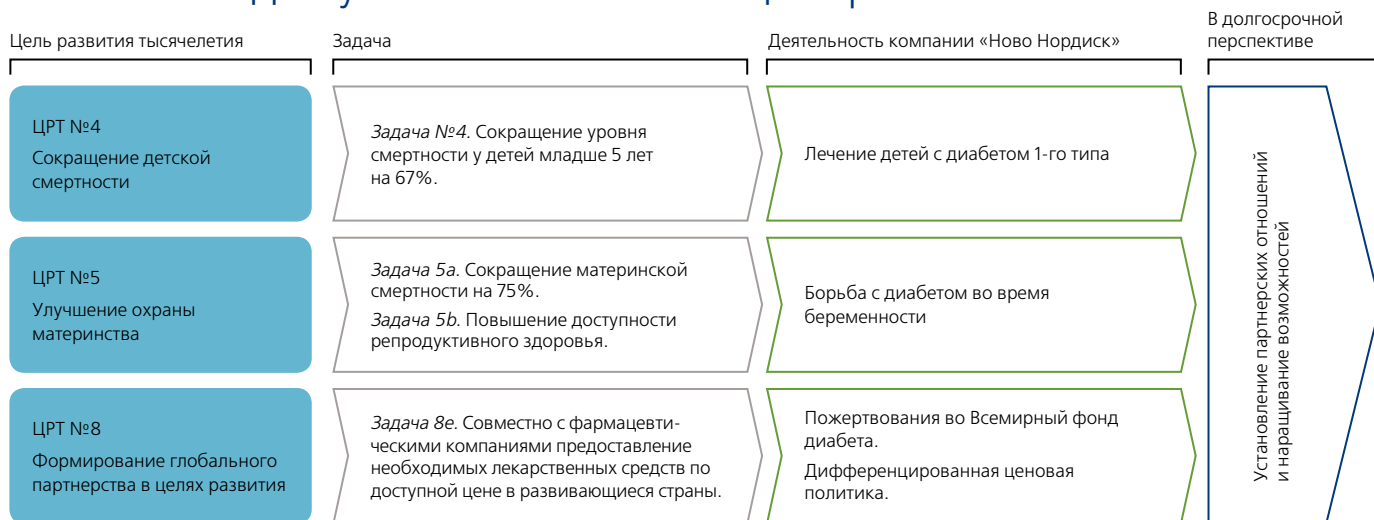 Цель развития тысячелетия
Задача
Деятельность компании «Ново Нордиск»
В долгосрочной
перспективе
ЦРТ №4
Сокращение детской
смертности
Задача №4. Сокращение уровня
смертности у детей младше 5 лет
на 67%.
Лечение детей с диабетом 1-го типа
ЦРТ №5
Улучшение охраны
материнства
Задача 5a. Сокращение материнской
смертности на 75%.
Задача 5b. Повышение доступности
репродуктивного здоровья.
Борьба с диабетом во время
беременности
ЦРТ №8
Формирование глобального
партнерства в целях развития
Задача 8e. Совместно с фармацевти-
ческими компаниями предоставление
необходимых лекарственных средств по
доступной цене в развивающиеся страны.
Пожертвования во Всемирный фонд
диабета.
Дифференцированная ценовая
политика.
Установление партнерских отношений
и наращивание возможностей